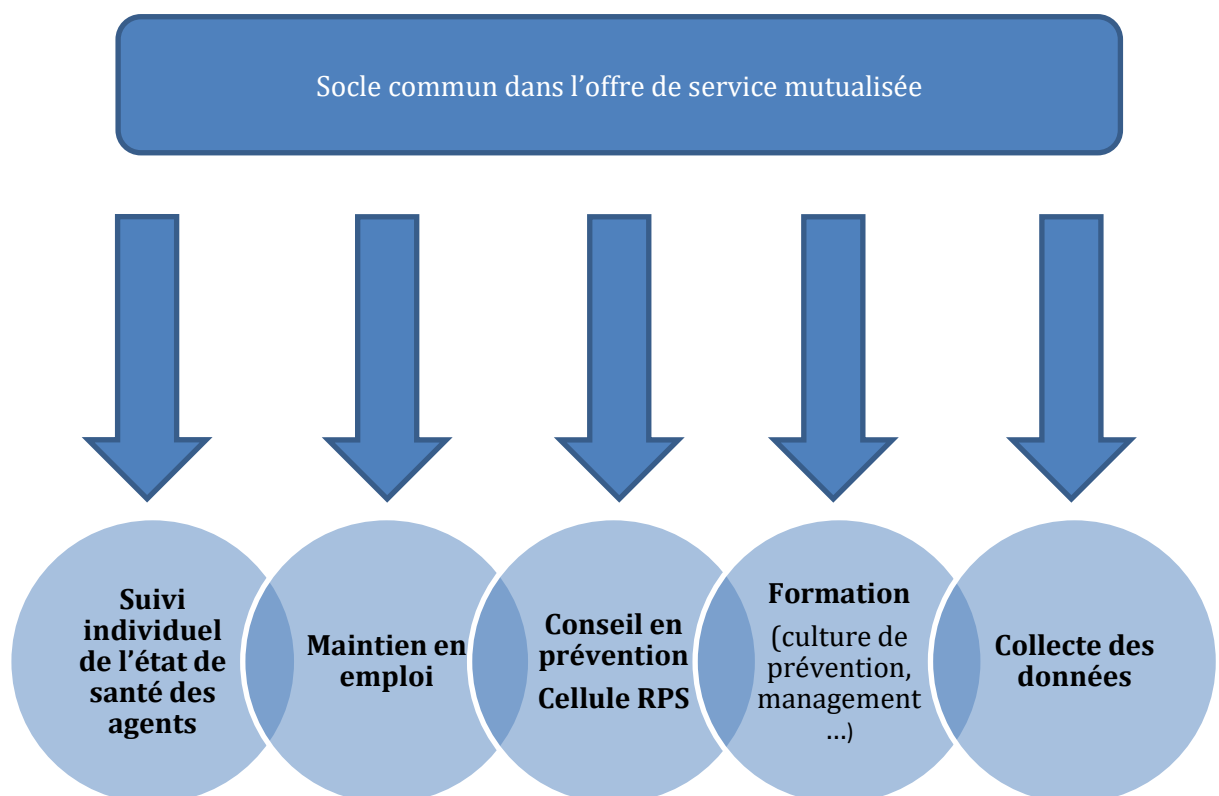 Socle commun dans l’offre de service mutualisée
Suivi
individuel
de l’état de
santé des
agents
Maintien en
emploi
Conseil en
prévention
Cellule RPS
Formation
(culture de
prévention,
management
…)
Collecte des
données